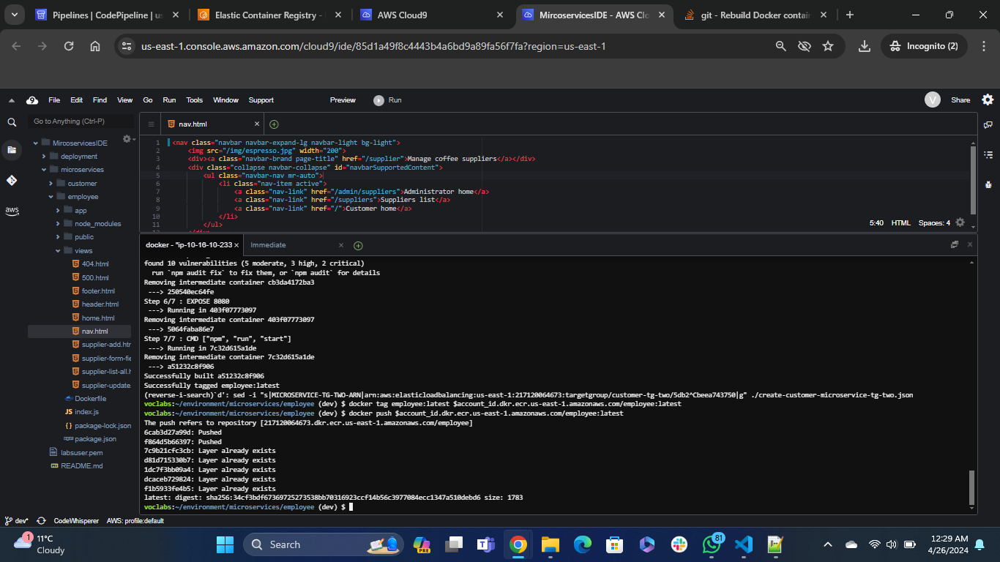 Pipelines | CodePipeline | us
Elastic Container Registry -
AWS Cloud9
MircoservicesIDE - AWS Clo
git - Rebuild Docker contain
us-east-1.console.aws.amazon.com/cloud9/ide/85d1a49f8c4443b4a6bd9a89fa56f7fa?region=us-east-1
Incognito (2)
9 File Edit Find View Go Run Tools Window Support Preview Run V Share
Go to Anything (Ctrl-P)
nav.html
MircoservicesIDE
deployment
microservices
customer
employee
app
node_modules
public
views
404.html
500.html
footer.html
header.html
home.html
nav.html
supplier-add.htr
supplier-form-fie
supplier-list-all.h
supplier-update
Dockerfile
JS index.js
{ } package-lock.json
package.json
labsuser.pem
README.md
aws
1 <nav class="navbar navbar-expand-lg navbar-light bg-light">
2 <img src="/img/espresso.jpg" width="200">
3 <div><a class="navbar-brand page-title" href="/supplier">Manage coffee suppliers</a></div>
4 <div class="collapse navbar-collapse" id="navbarSupportedContent">
5 <ul class="navbar-nav mr-auto">
6 <li class="nav-item active">
7 <a class="nav-link" href="/admin/suppliers">Administrator home</a>
8 <a class="nav-link" href="/suppliers">Suppliers list</a>
9 <a class="nav-link" href="/">Customer home</a>
10 </li>
11 </ul>
5:40 HTML Spaces: 4
docker - "ip-10-16-10-233 Immediate
found 10 vulnerabilities (5 moderate, 3 high, 2 critical)
run `npm audit fix` to fix them, or `npm audit` for details
Removing intermediate container cb3da4172ba3
---> 250540ec64fe
Step 6/7 : EXPOSE 8080
---> Running in 403f07773097
Removing intermediate container 403f07773097
---> 5064faba86e7
Step 7/7 : CMD ["npm", "run", "start"]
---> Running in 7c32d615a1de
Removing intermediate container 7c32d615a1de
---> a51232c8f906
Successfully built a51232c8f906
Successfully tagged employee:latest
(reverse-i-search)`d': sed -i "s|MICROSERVICE-TG-TWO-ARN|arn:aws:elasticloadbalancing:us-east-1:217120064673:targetgroup/customer-tg-two/5db2^Cbeea743750|g" ./create-customer-microservice-tg-two.json
voclabs:~/environment/microservices/employee (dev) $ docker tag employee:latest $account_id.dkr.ecr.us-east-1.amazonaws.com/employee:latest
voclabs:~/environment/microservices/employee (dev) $ docker push $account_id.dkr.ecr.us-east-1.amazonaws.com/employee:latest
The push refers to repository [217120064673.dkr.ecr.us-east-1.amazonaws.com/employee]
6cab3d27a99d: Pushed
f864d5b66397: Pushed
7c9b21cfc3cb: Layer already exists
d81d715330b7: Layer already exists
1dc7f3bb09a4: Layer already exists
dcaceb729824: Layer already exists
f1b5933fe4b5: Layer already exists
latest: digest: sha256:34cf3bdf67369725273538bb70316923ccf14b56c3977084ecc1347a510debd6 size: 1783
voclabs:~/environment/microservices/employee (dev) $
dev* CodeWhisperer AWS: profile:default
1 11°C
Cloudy
Search
PRE
81
12:29 AM
4/26/2024